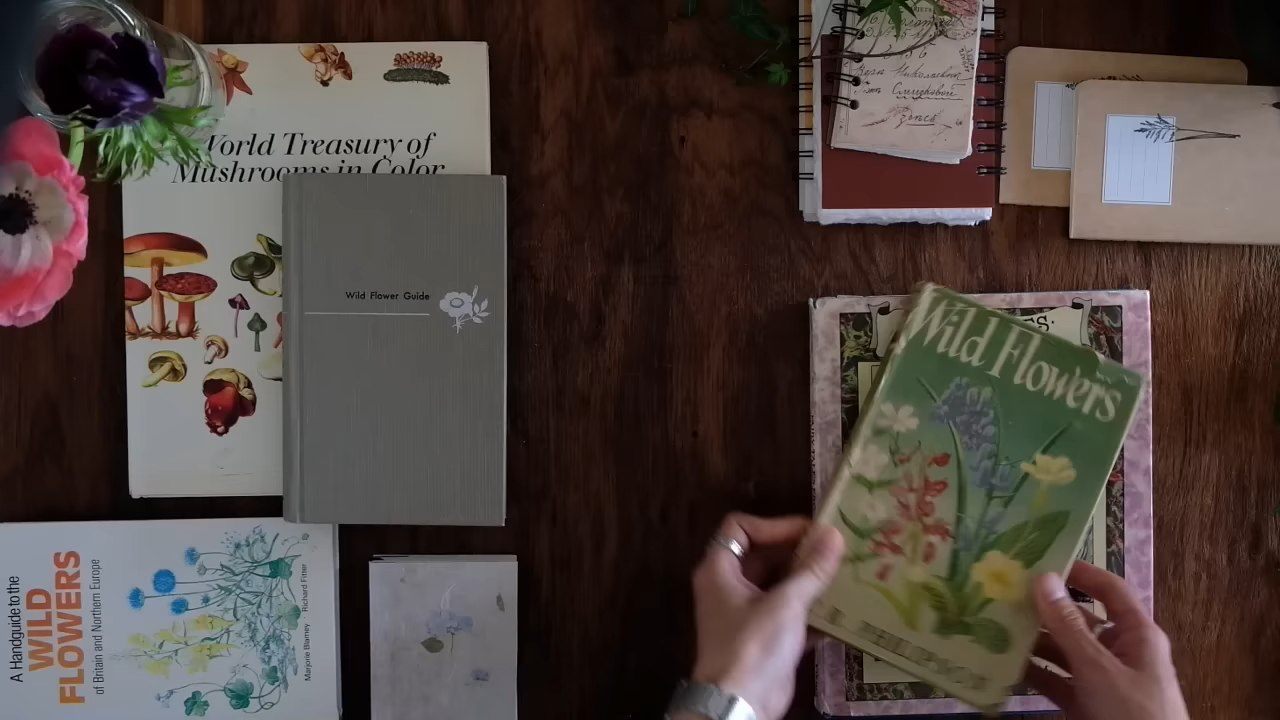 World Treasury of
Mushrooms in Color
Wild Flower Guide
A Handguide to the
WILD
FLOWERS
of Britain and Northern Europe
Marjorie Blamey Richard Fitter
Wild Flowers